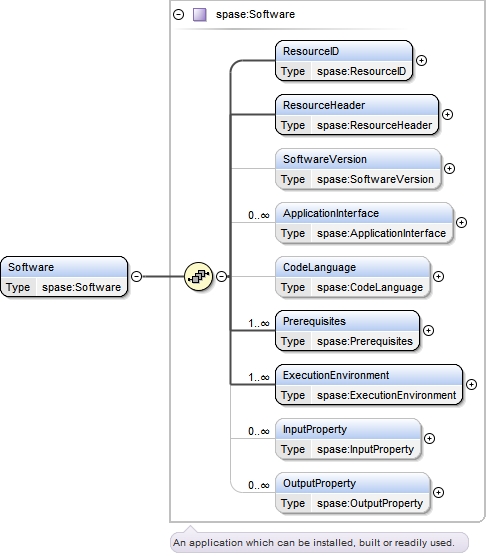 spase:Software
ResourceID
Type spase:ResourceID
ResourceHeader
Type spase:ResourceHeader
SoftwareVersion
Type spase:SoftwareVersion
0..∞ ApplicationInterface
Type spase:ApplicationInterface
Software
Type spase:Software
CodeLanguage
Type spase:CodeLanguage
1..∞ Prerequisites
Type spase:Prerequisites
1..∞ ExecutionEnvironment
Type spase:ExecutionEnvironment
0..∞ InputProperty
Type spase:InputProperty
0..∞ OutputProperty
Type spase:OutputProperty
An application which can be installed, built or readily used.